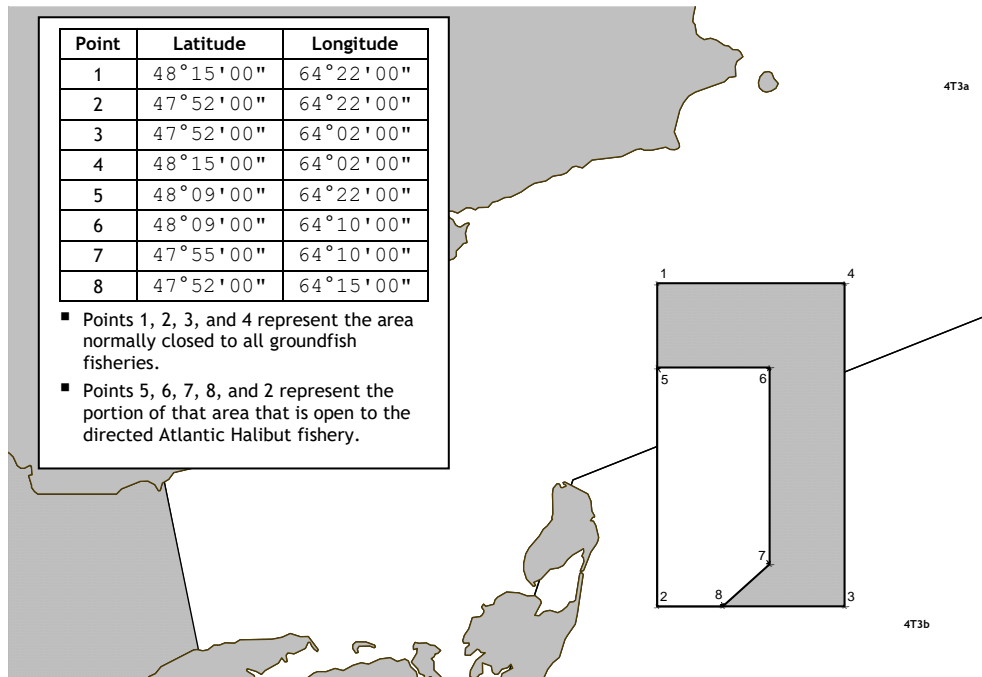 Point Latitude Longitude
1 48°15'00" 64°22'00"
2 47°52'00" 64°22'00"
3 47°52'00" 64°02'00"
4 48°15'00" 64°02'00"
5 48°09'00" 64°22'00"
6 48°09'00" 64°10'00"
7 47°55'00" 64°10'00"
8 47°52'00" 64°15'00"
▪ Points 1, 2, 3, and 4 represent the area
normally closed to all groundfish
fisheries.
▪ Points 5, 6, 7, 8, and 2 represent the
portion of that area that is open to the
directed Atlantic Halibut fishery.
4T3a
1 4
5 6
7
2 8 3
4T3b